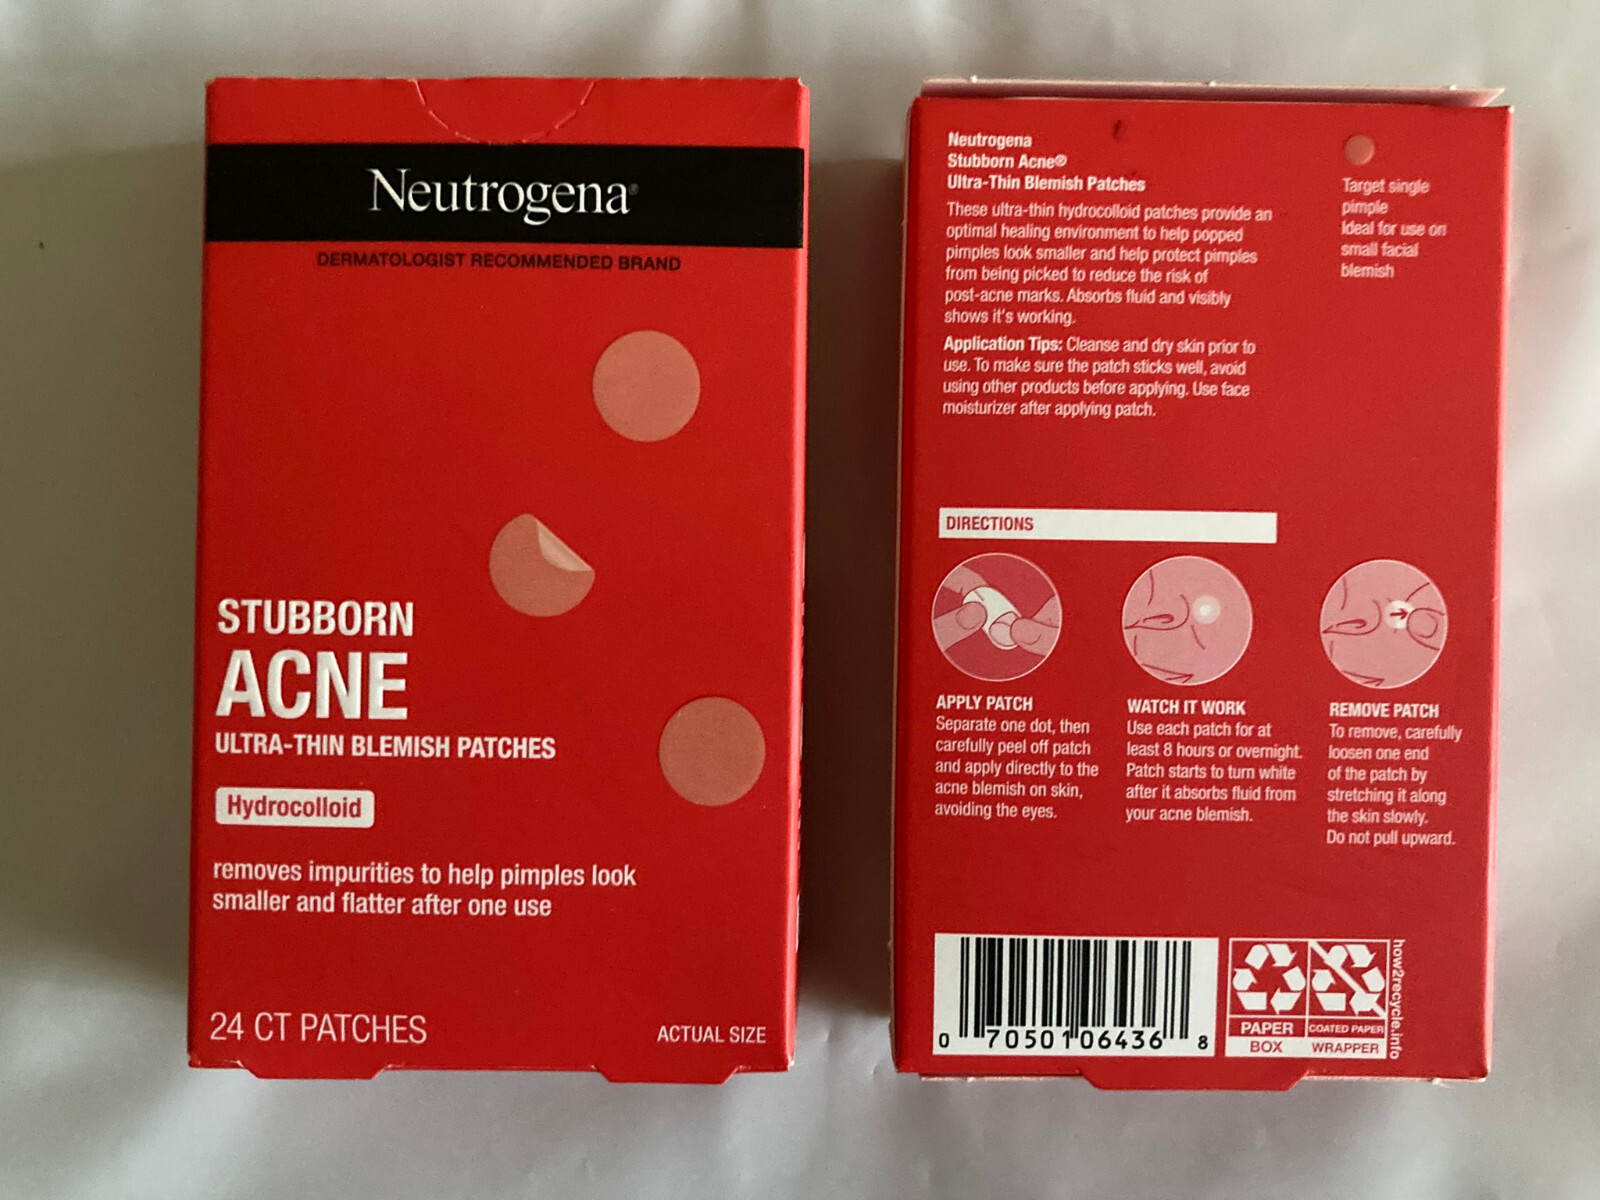 Neutrogena®
DERMATOLOGIST RECOMMENDED BRAND
STUBBORN
ACNE
ULTRA-THIN BLEMISH PATCHES
Hydrocolloid
removes impurities to help pimples look
smaller and flatter after one use
24 CT PATCHES
ACTUAL SIZE
Neutrogena
Stubborn Acne®
Ultra-Thin Blemish Patches
These ultra-thin hydrocolloid patches provide an
optimal healing environment to help popped
pimples look smaller and help protect pimples
from being picked to reduce the risk of
post-acne marks. Absorbs fluid and visibly
shows it's working.
Application Tips: Cleanse and dry skin prior to
use. To make sure the patch sticks well, avoid
using other products before applying. Use face
moisturizer after applying patch.
Target single
pimple
Ideal for use on
small facial
blemish
DIRECTIONS
APPLY PATCH
Separate one dot, then
carefully peel off patch
and apply directly to the
acne blemish on skin,
avoiding the eyes.
WATCH IT WORK
Use each patch for at
least 8 hours or overnight.
Patch starts to turn white
after it absorbs fluid from
your acne blemish.
REMOVE PATCH
To remove, carefully
loosen one end
of the patch by
stretching it along
the skin slowly.
Do not pull upward.
0 70501 06436 8
PAPER
BOX
COATED PAPER
WRAPPER
how2recycle.info